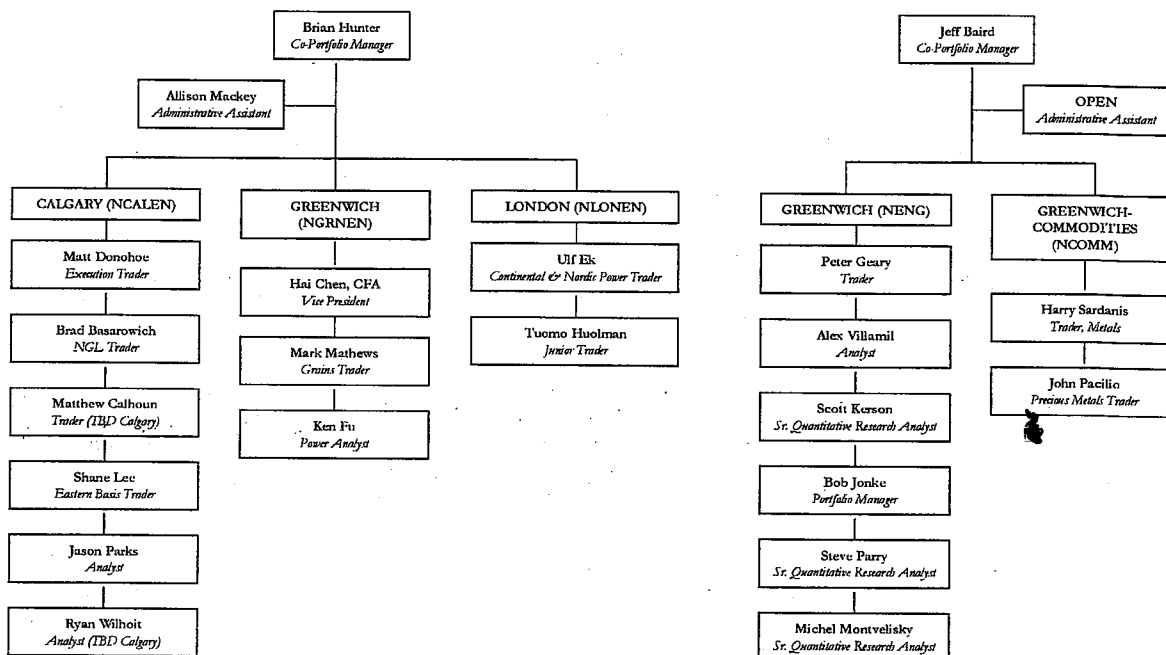 Brian Hunter
Co-Portfolio Manager
Allison Mackey
Administrative Assistant
CALGARY (NCALEN)
Matt Donohoe
Execution Trader
Brad Basarowich
NGL Trader
Matthew Calhoun
Trader (TBD Calgary)
Shane Lee
Eastern Basis Trader
Jason Parks
Analyst
Ryan Wilhoit
Analyst (TBD Calgary)
GREENWICH
(NGRNEN)
Hai Chen, CFA
Vice President
Mark Mathews
Grains Trader
Ken Fu
Power Analyst
LONDON (NLONEN)
Ulf Ek
Continental & Nordic Power Trader
Tuomo Huolman
Junior Trader
Jeff Baird
Co-Portfolio Manager
OPEN
Administrative Assistant
GREENWICH (NENG)
Peter Geary
Trader
Alex Villamil
Analyst
Scott Kerson
Sr. Quantitative Research Analyst
Bob Jonke
Portfolio Manager
Steve Parry
Sr. Quantitative Research Analyst
Michel Montvelisky
Sr. Quantitative Research Analyst
GREENWICH-
COMMODITIES
(NCOMM)
Harry Sardanis
Trader, Metals
John Pacilio
Precious Metals Trader